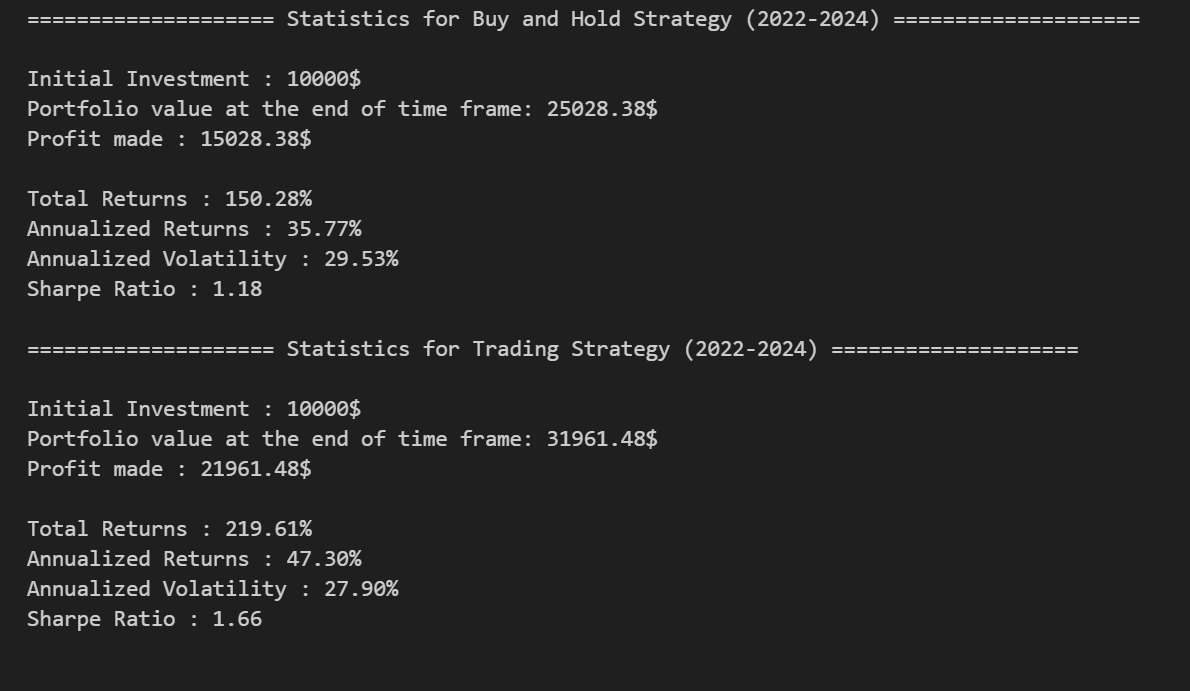 ==================== Statistics for Buy and Hold Strategy (2022-2024) ====================
Initial Investment : 10000$
Portfolio value at the end of time frame: 25028.38$
Profit made : 15028.38$
Total Returns : 150.28%
Annualized Returns : 35.77%
Annualized Volatility : 29.53%
Sharpe Ratio : 1.18
==================== Statistics for Trading Strategy (2022-2024) ====================
Initial Investment : 10000$
Portfolio value at the end of time frame: 31961.48$
Profit made : 21961.48$
Total Returns : 219.61%
Annualized Returns : 47.30%
Annualized Volatility : 27.90%
Sharpe Ratio : 1.66